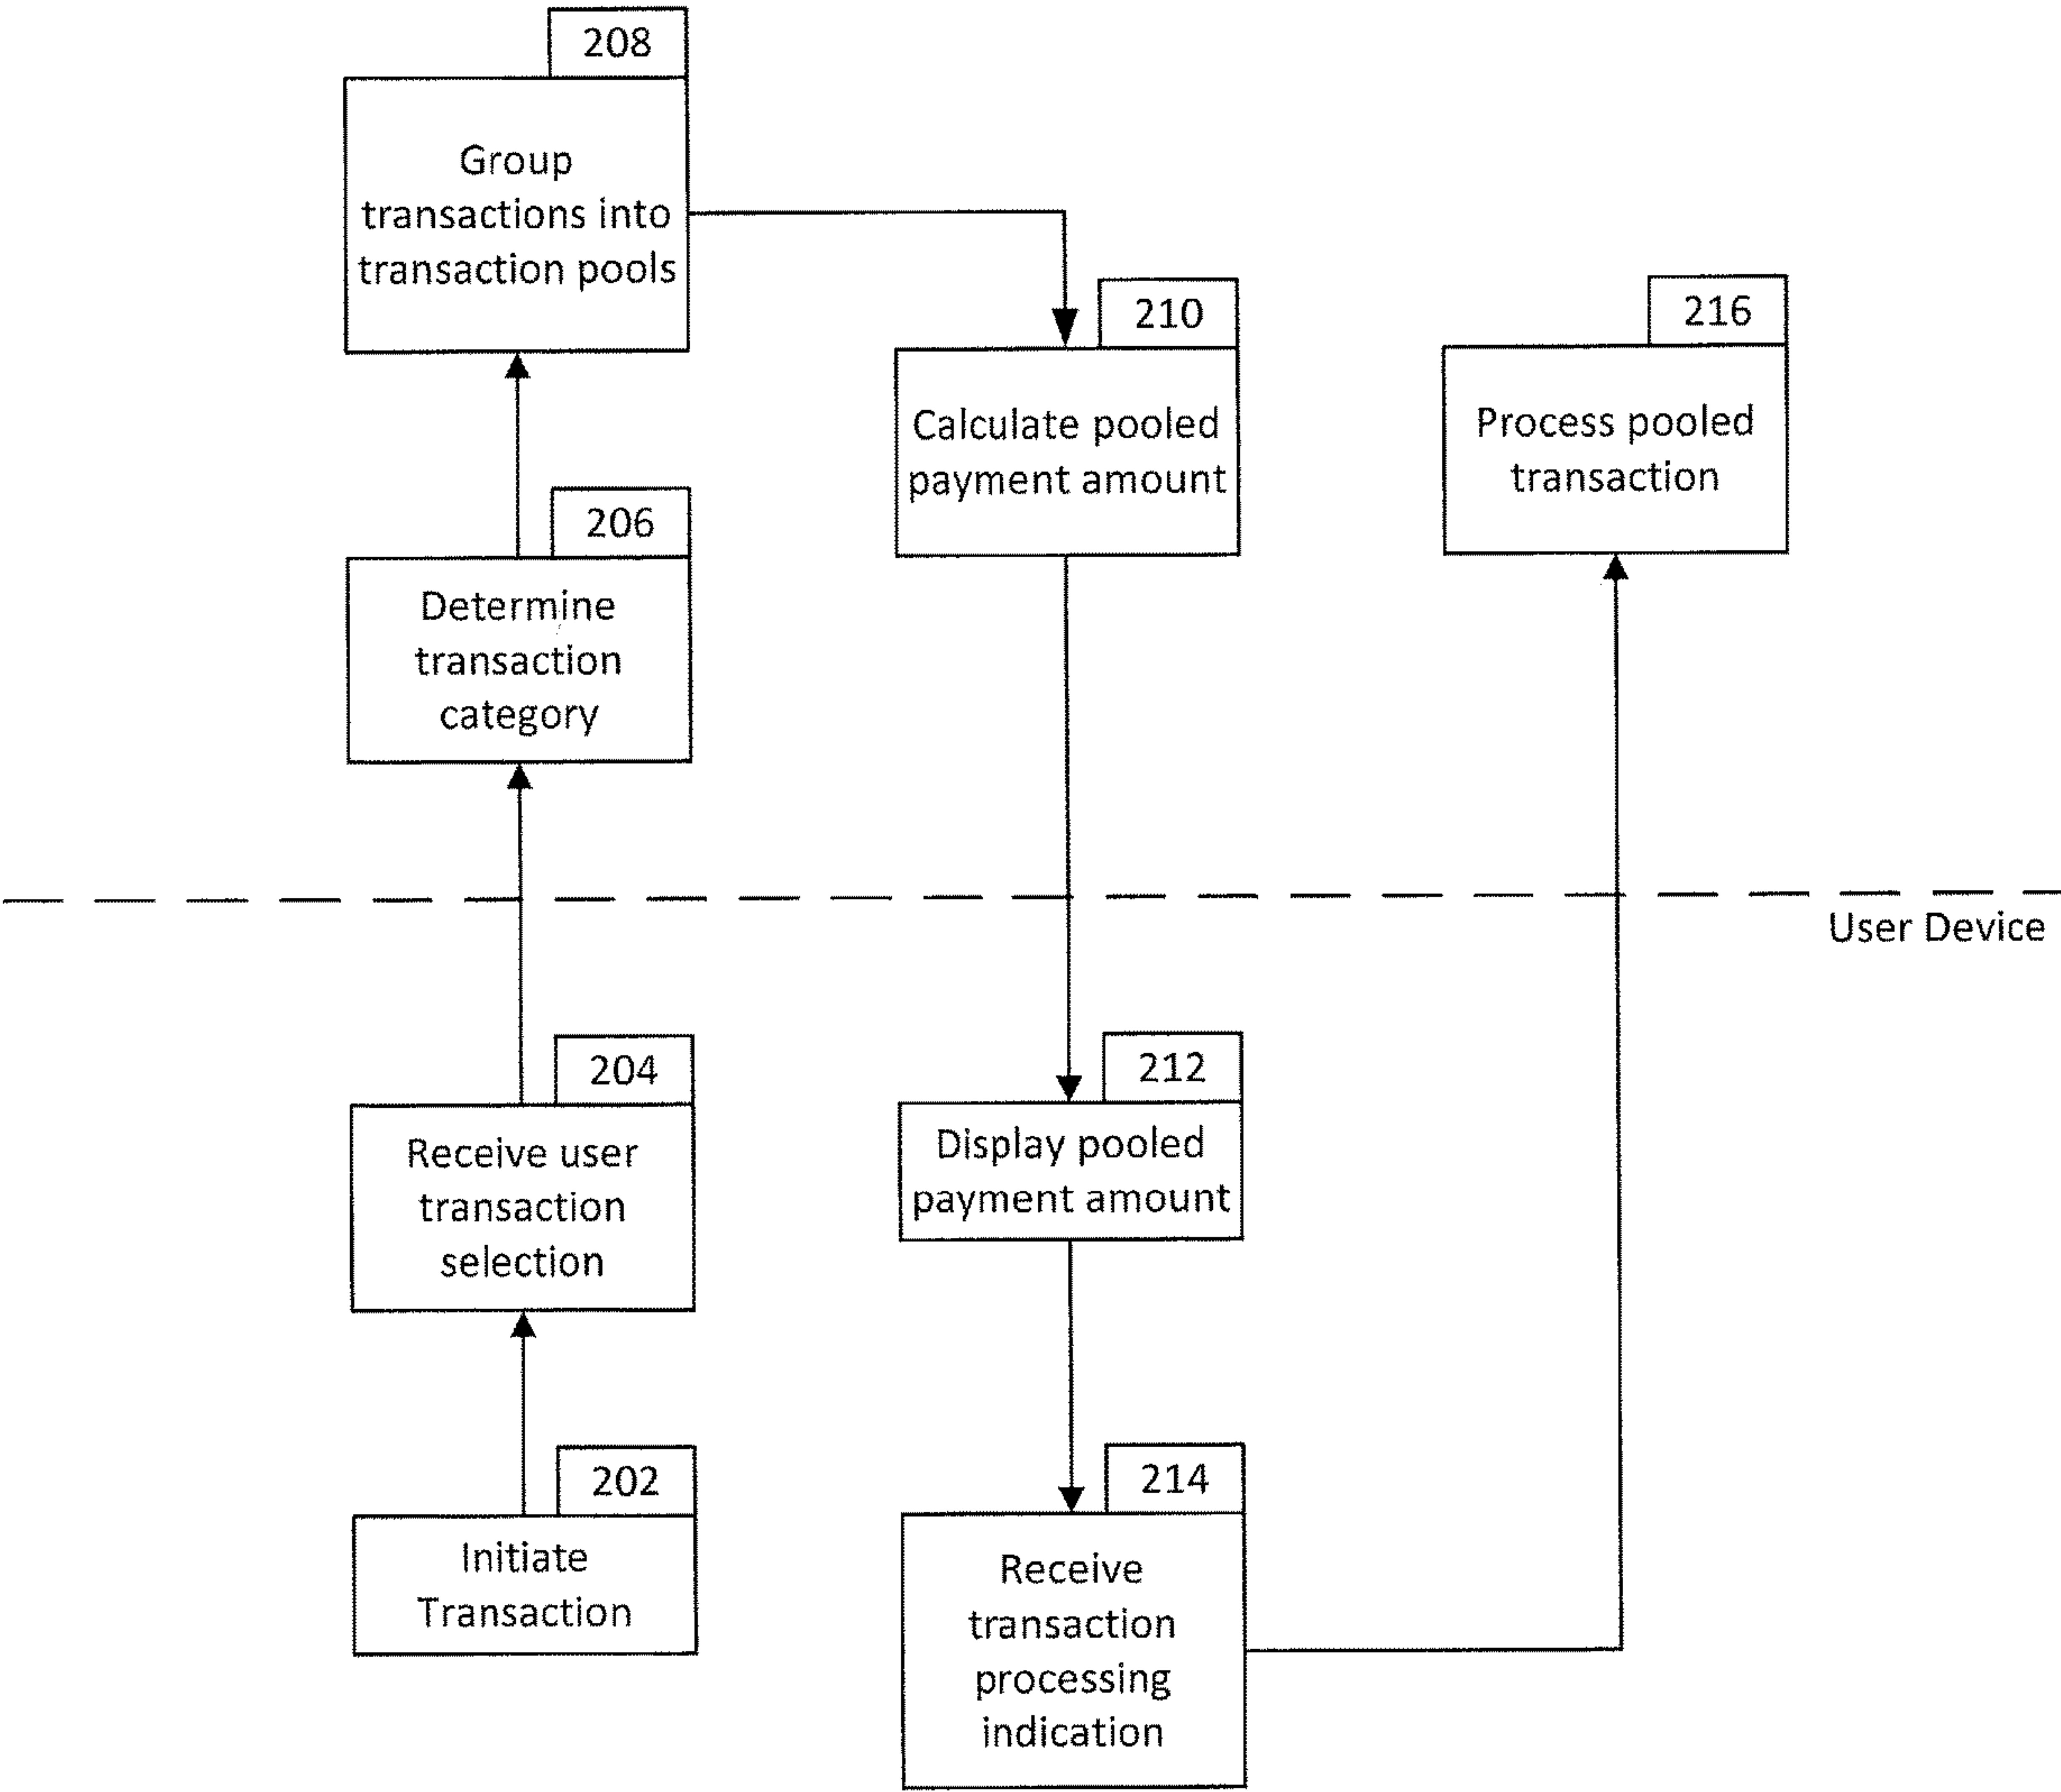 208
Group
transactions into
transaction pools
210
Calculate pooled
payment amount
216
Process pooled
transaction
206
Determine
transaction
category
User Device
204
Receive user
transaction
selection
212
Display pooled
payment amount
202
Initiate
Transaction
214
Receive
transaction
processing
indication